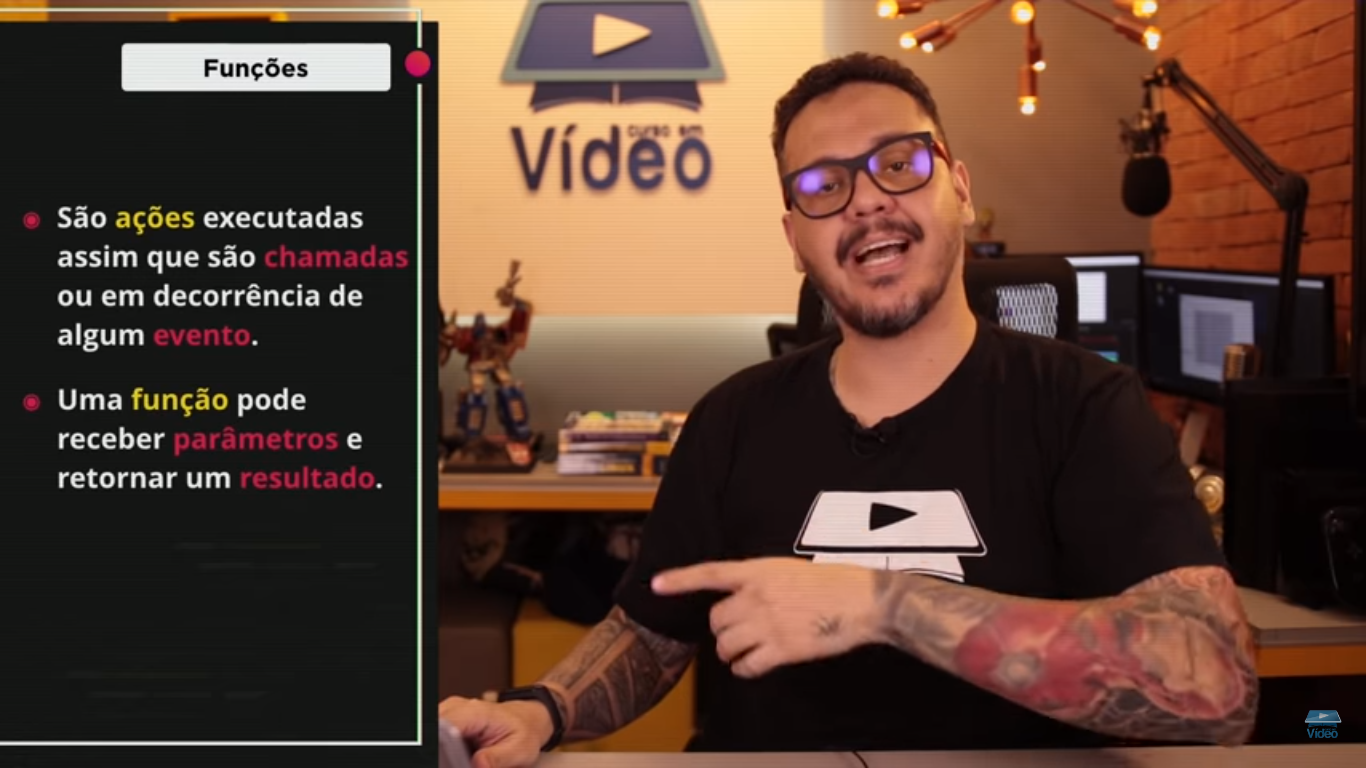 Funções
São ações executadas
assim que são chamadas
ou em decorrência de
algum evento.
Uma função pode
receber parâmetros e
retornar um resultado.
curso em
Vídeo
Vídeo